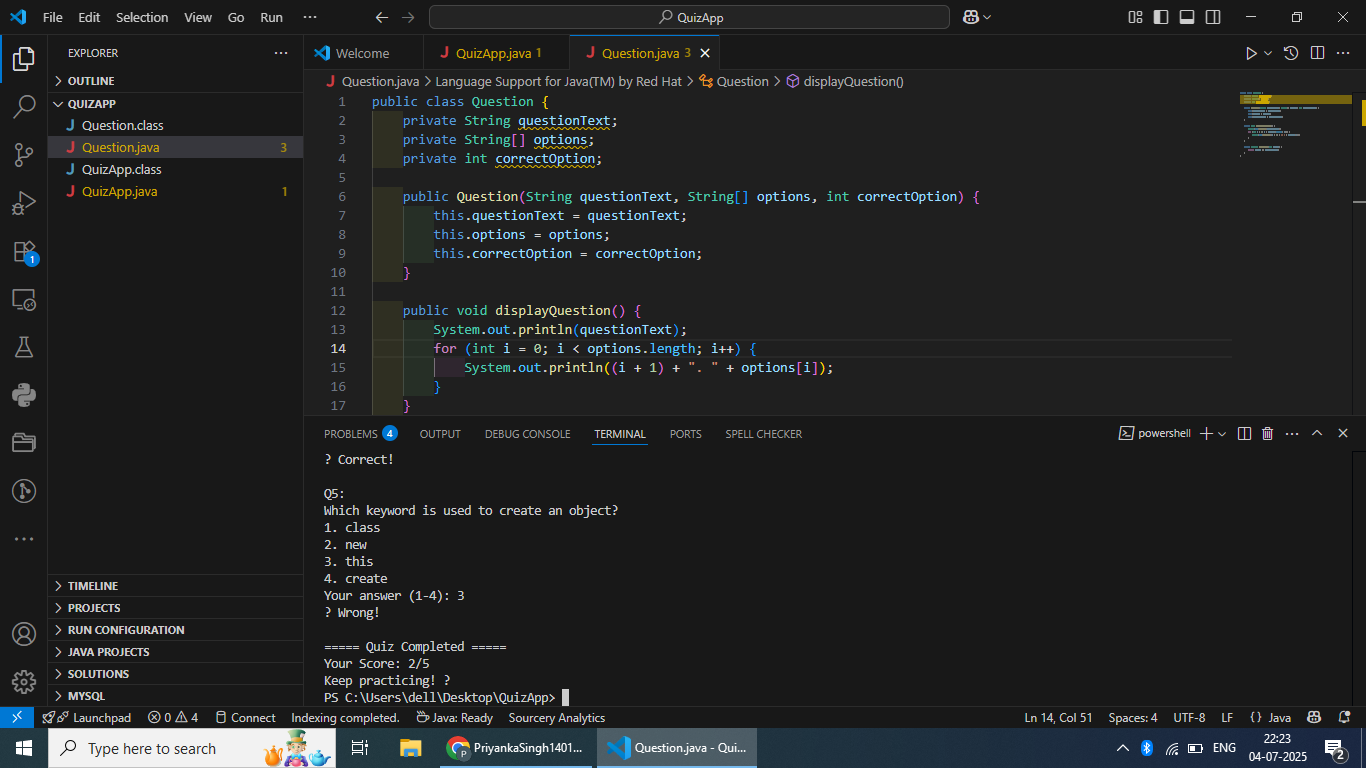 File Edit Selection View Go Run ··· QuizApp
EXPLORER ···
OUTLINE
QUIZAPP
J Question.class
J Question.java 3
J QuizApp.class
J QuizApp.java 1
TIMELINE
PROJECTS
RUN CONFIGURATION
JAVA PROJECTS
SOLUTIONS
MYSQL
1
Welcome J QuizApp.java 1 J Question.java 3
J Question.java > Language Support for Java(TM) by Red Hat > Question > displayQuestion()
1 public class Question {
2 private String questionText;
3 private String[] options;
4 private int correctOption;
5
6 public Question(String questionText, String[] options, int correctOption) {
7 this.questionText = questionText;
8 this.options = options;
9 this.correctOption = correctOption;
10 }
11
12 public void displayQuestion() {
13 System.out.println(questionText);
14 for (int i = 0; i < options.length; i++) {
15 System.out.println((i + 1) + ". " + options[i]);
16 }
17 }
PROBLEMS 4 OUTPUT DEBUG CONSOLE TERMINAL PORTS SPELL CHECKER powershell
? Correct!
Q5:
Which keyword is used to create an object?
1. class
2. new
3. this
4. create
Your answer (1-4): 3
? Wrong!
===== Quiz Completed =====
Your Score: 2/5
Keep practicing! ?
PS C:\Users\dell\Desktop\QuizApp>
Launchpad 0 4 Connect Indexing completed. Java: Ready Sourcery Analytics Ln 14, Col 51 Spaces: 4 UTF-8 LF {} Java
Type here to search PriyankaSingh1401... Question.java - Qui... ENG 22:23
04-07-2025 2